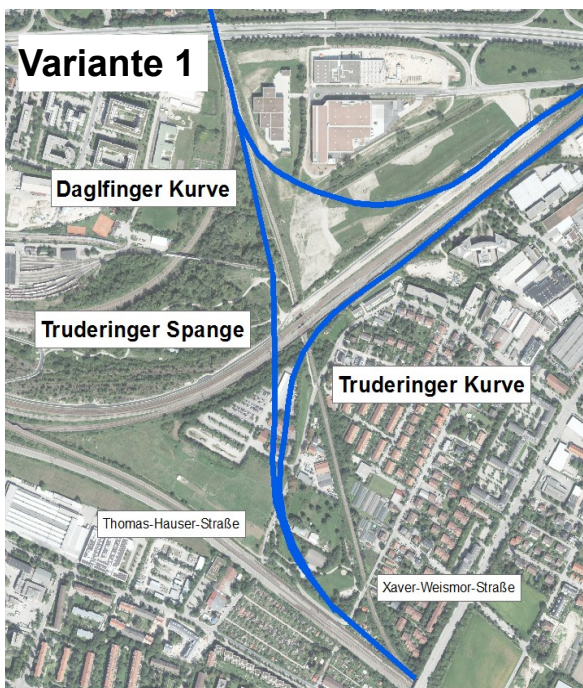 Variante 1
Daglfinger Kurve
Truderinger Spange
Truderinger Kurve
Thomas-Hauser-Straße
Xaver-Weismor-Straße